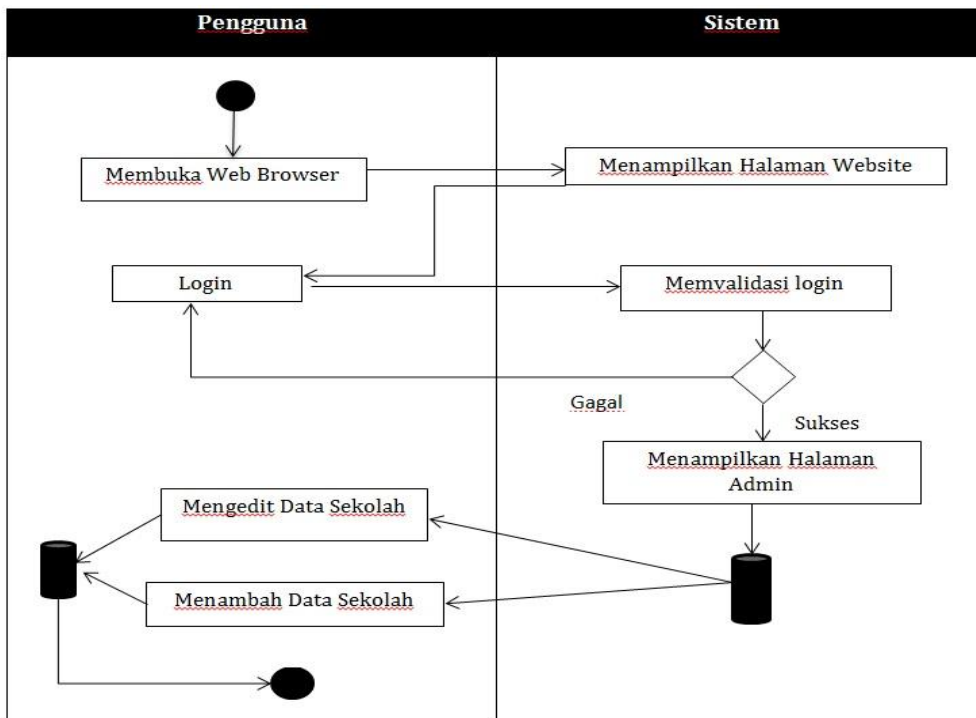 Pengguna
Sistem
Membuka Web Browser
Menampilkan Halaman Website
Login
Memvalidasi login
Gagal
Sukses
Menampilkan Halaman
Admin
Mengedit Data Sekolah
Menambah Data Sekolah